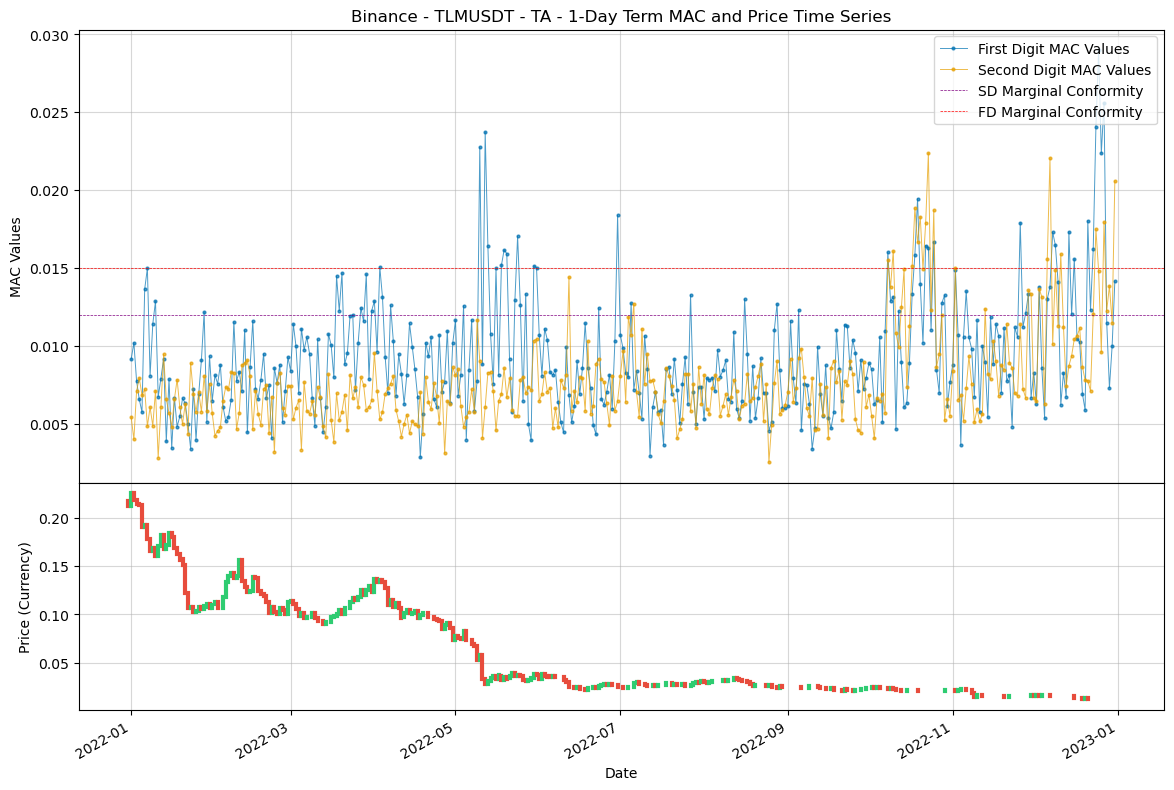 Binance - TLMUSDT - TA - 1-Day Term MAC and Price Time Series
First Digit MAC Values
Second Digit MAC Values
SD Marginal Conformity
FD Marginal Conformity
MAC Values
0.030
0.025
0.020
0.015
0.010
0.005
Price (Currency)
0.20
0.15
0.10
0.05
2022-01
2022-03
2022-05
2022-07
2022-09
2022-11
2023-01
Date